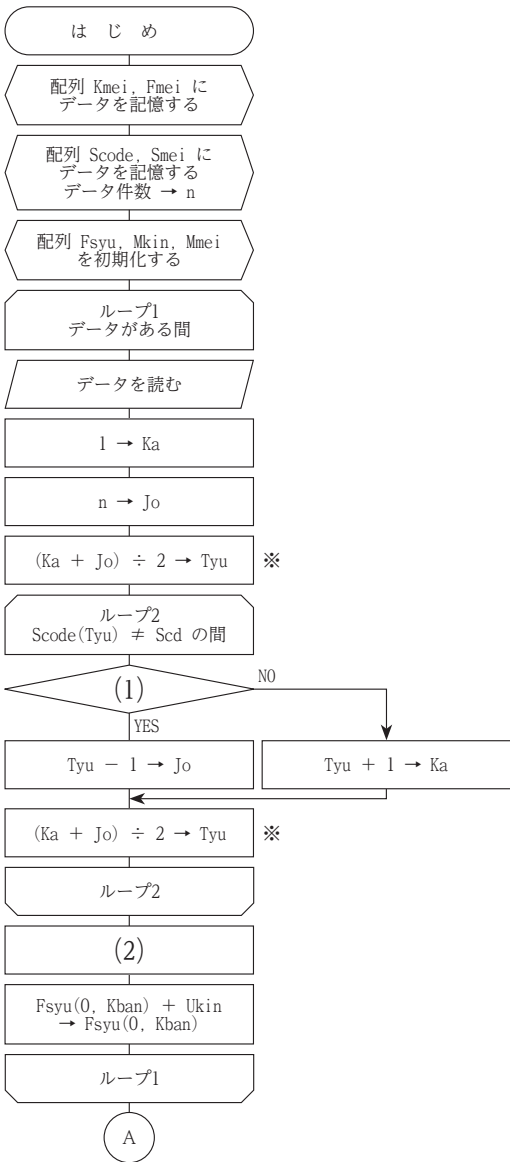 はじめ
配列 Kmei, Fmei に
データを記憶する
配列 Scode, Smei に
データを記憶する
データ件数 → n
配列 Fsyu, Mkin, Mmei
を初期化する
ループ1
データがある間
データを読む
1 → Ka
n → Jo
(Ka + Jo) ÷ 2 → Tyu ※
ループ2
Scode(Tyu) ≠ Scd の間
(1) NO
YES
Tyu − 1 → Jo Tyu + 1 → Ka
(Ka + Jo) ÷ 2 → Tyu ※
ループ2
(2)
Fsyu(0, Kban) + Ukin
→ Fsyu(0, Kban)
ループ1
A